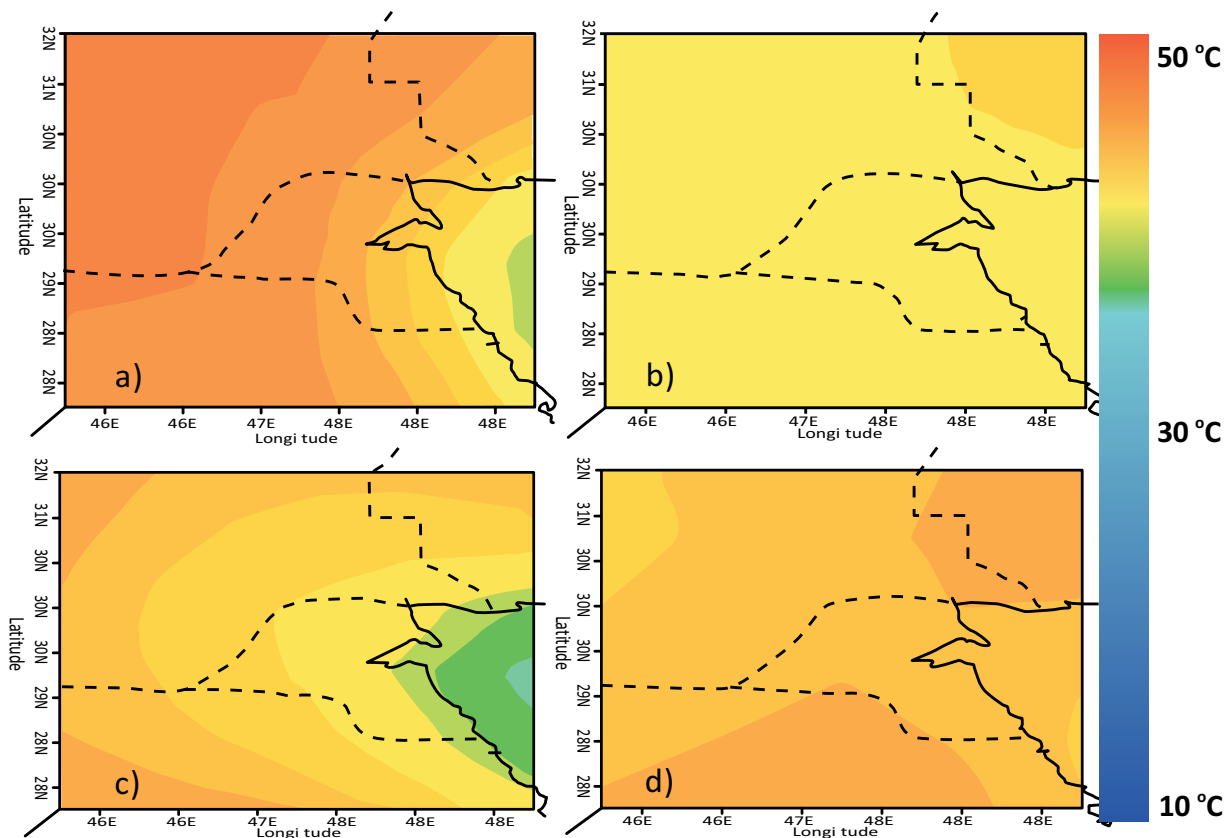 32N
31N
30N
30N
30N
29N
28N
28N
Latitude
a)
46E
46E
47E
48E
48E
48E
Longi tude
32N
31N
30N
30N
30N
29N
28N
28N
Latitude
b)
46E
46E
47E
48E
48E
48E
Longi tude
32N
31N
30N
30N
30N
29N
28N
28N
Latitude
c)
46E
46E
47E
48E
48E
48E
Longi tude
32N
31N
30N
30N
30N
29N
28N
28N
Latitude
d)
46E
46E
47E
48E
48E
48E
Longi tude
50 °C
30 °C
10 °C